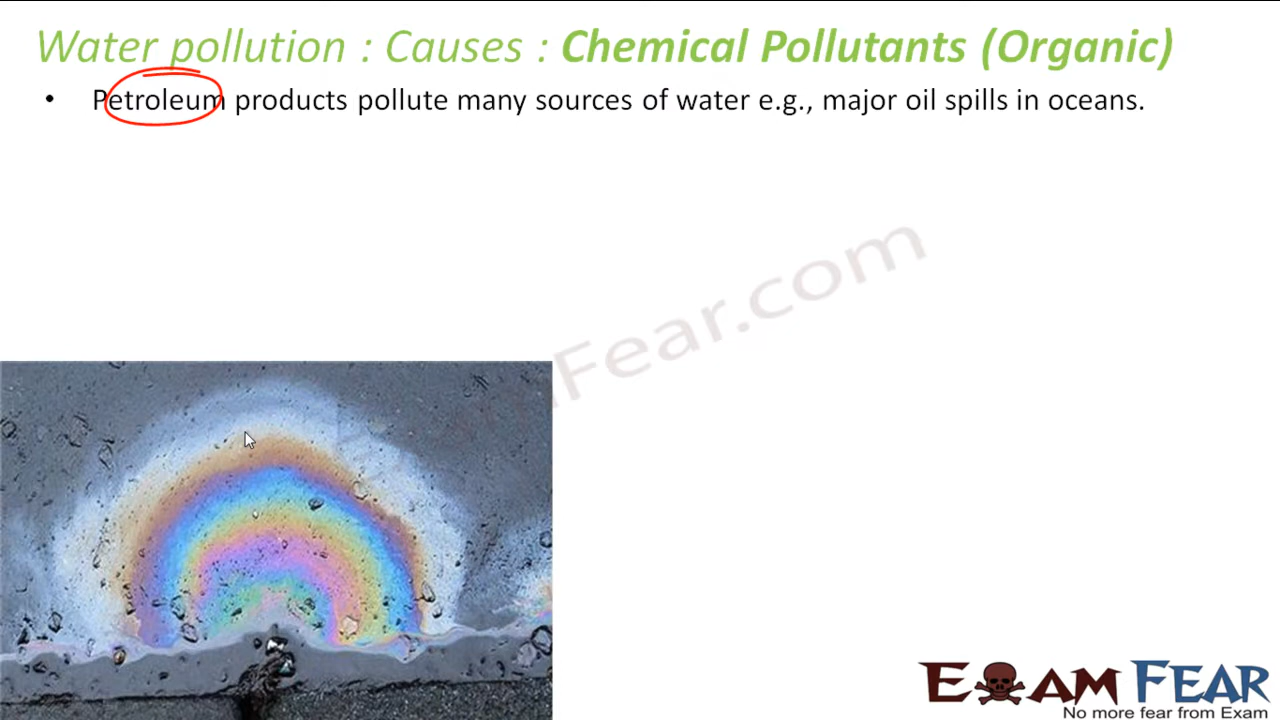 Water pollution : Causes : Chemical Pollutants (Organic)
• Petroleum products pollute many sources of water e.g., major oil spills in oceans.
Fear.com
EXAM FEAR
No more fear from Exam